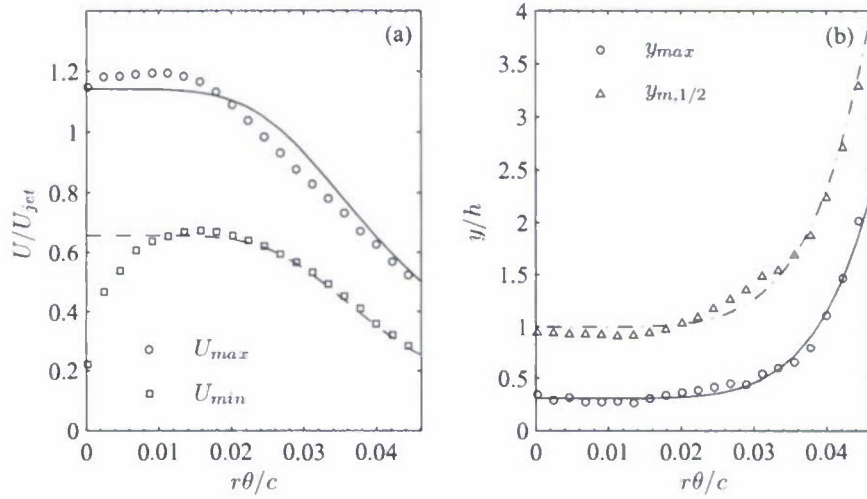 (a)
1.2
1
0.8
0.6
0.4
0.2
0
U/U_{jet}
U_{max}
U_{min}
0 0.01 0.02 0.03 0.04
rθ/c
(b)
4
3.5
3
2.5
2
1.5
1
0.5
0
y/h
y_{max}
y_{m,1/2}
0 0.01 0.02 0.03 0.04
rθ/c